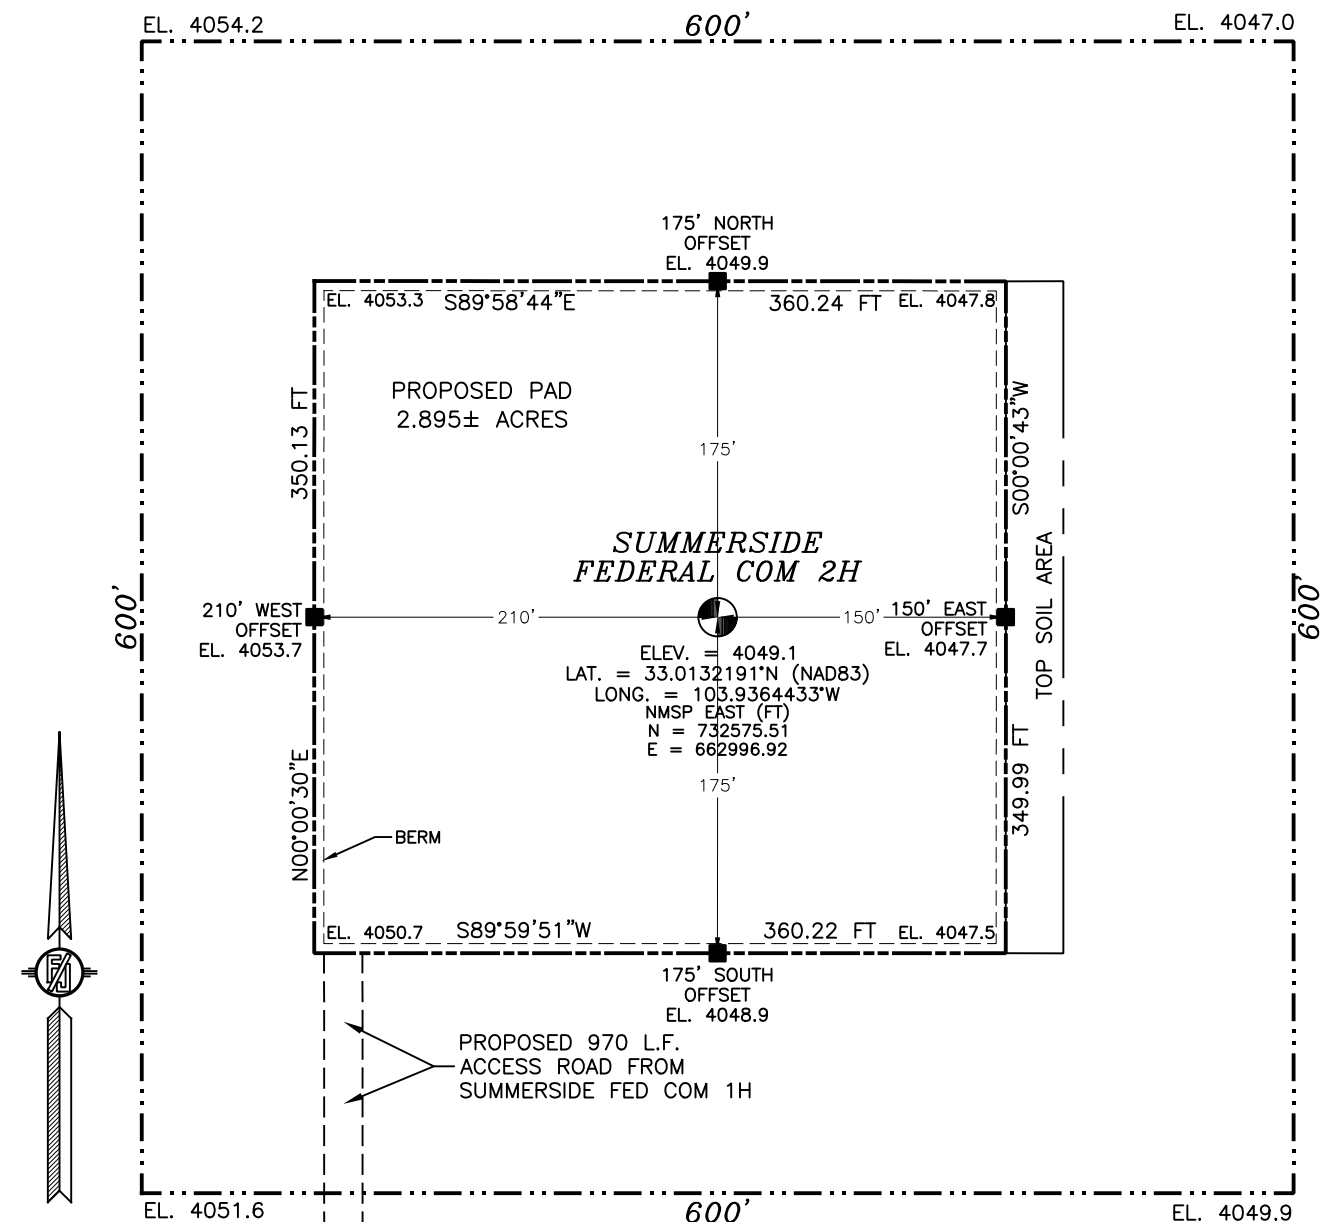 EL. 4054.2
600'
EL. 4047.0
175' NORTH
OFFSET
EL. 4049.9
EL. 4053.3
S89°58'44"E
360.24 FT
EL. 4047.8
350.13 FT
PROPOSED PAD
2.895± ACRES
S00°00'43"W
175'
SUMMERSIDE
FEDERAL COM 2H
TOP SOIL AREA
600'
210' WEST
OFFSET
EL. 4053.7
210'
150'
150' EAST
OFFSET
EL. 4047.7
600'
ELEV. = 4049.1
LAT. = 33.0132191°N (NAD83)
LONG. = 103.9364433°W
NMSP EAST (FT)
N = 732575.51
E = 662996.92
N00°00'30"E
175'
349.99 FT
BERM
EL. 4050.7
S89°59'51"W
360.22 FT
EL. 4047.5
175' SOUTH
OFFSET
EL. 4048.9
FJ
PROPOSED 970 L.F.
ACCESS ROAD FROM
SUMMERSIDE FED COM 1H
EL. 4051.6
600'
EL. 4049.9